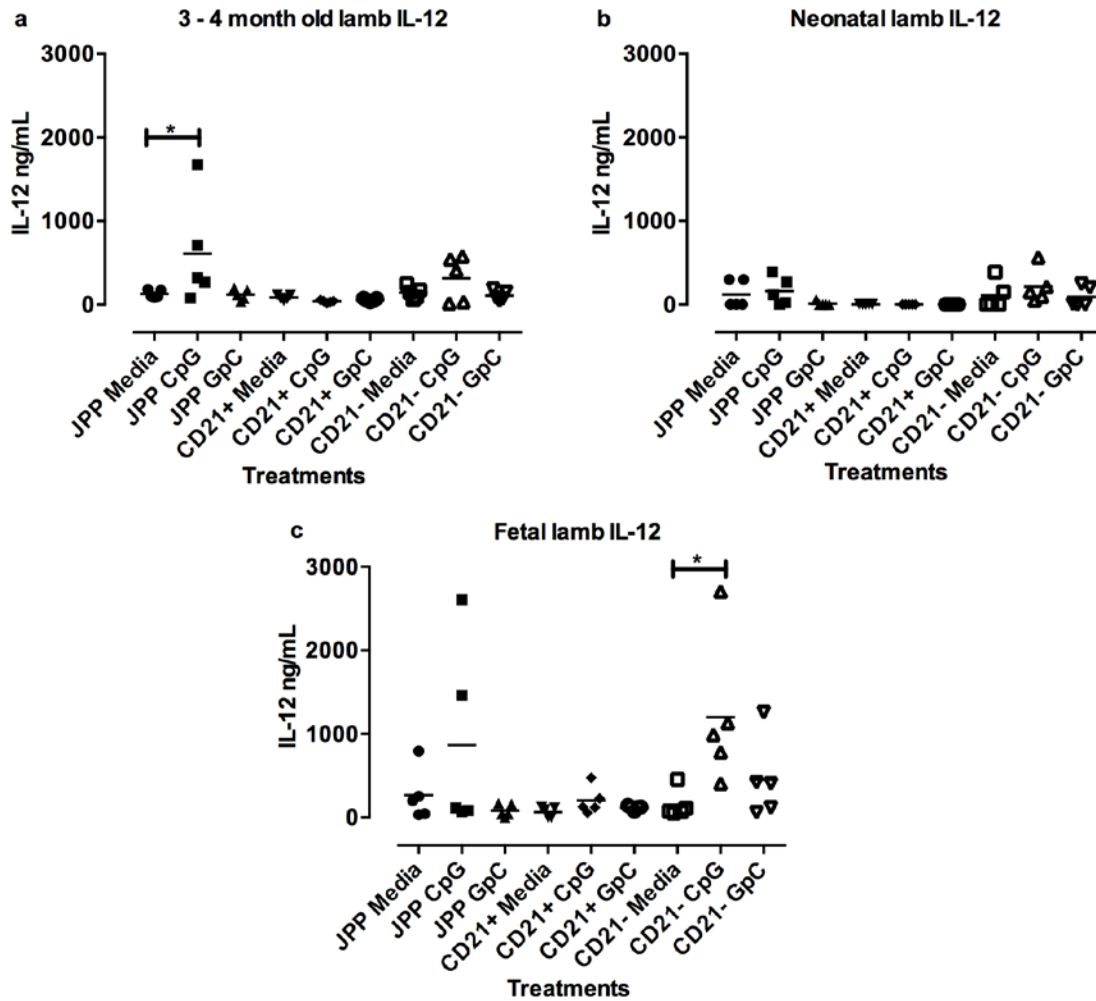 a 3 - 4 month old lamb IL-12
IL-12 ng/mL
3000
2000
1000
0
*
JPP Media
JPP CpG
JPP GpC
CD21+ Media
CD21+ CpG
CD21+ GpC
CD21- Media
CD21- CpG
CD21- GpC
Treatments
b Neonatal lamb IL-12
IL-12 ng/mL
3000
2000
1000
0
JPP Media
JPP CpG
JPP GpC
CD21+ Media
CD21+ CpG
CD21+ GpC
CD21- Media
CD21- CpG
CD21- GpC
Treatments
c Fetal lamb IL-12
IL-12 ng/mL
3000
2000
1000
0
*
JPP Media
JPP CpG
JPP GpC
CD21+ Media
CD21+ CpG
CD21+ GpC
CD21- Media
CD21- CpG
CD21- GpC
Treatments